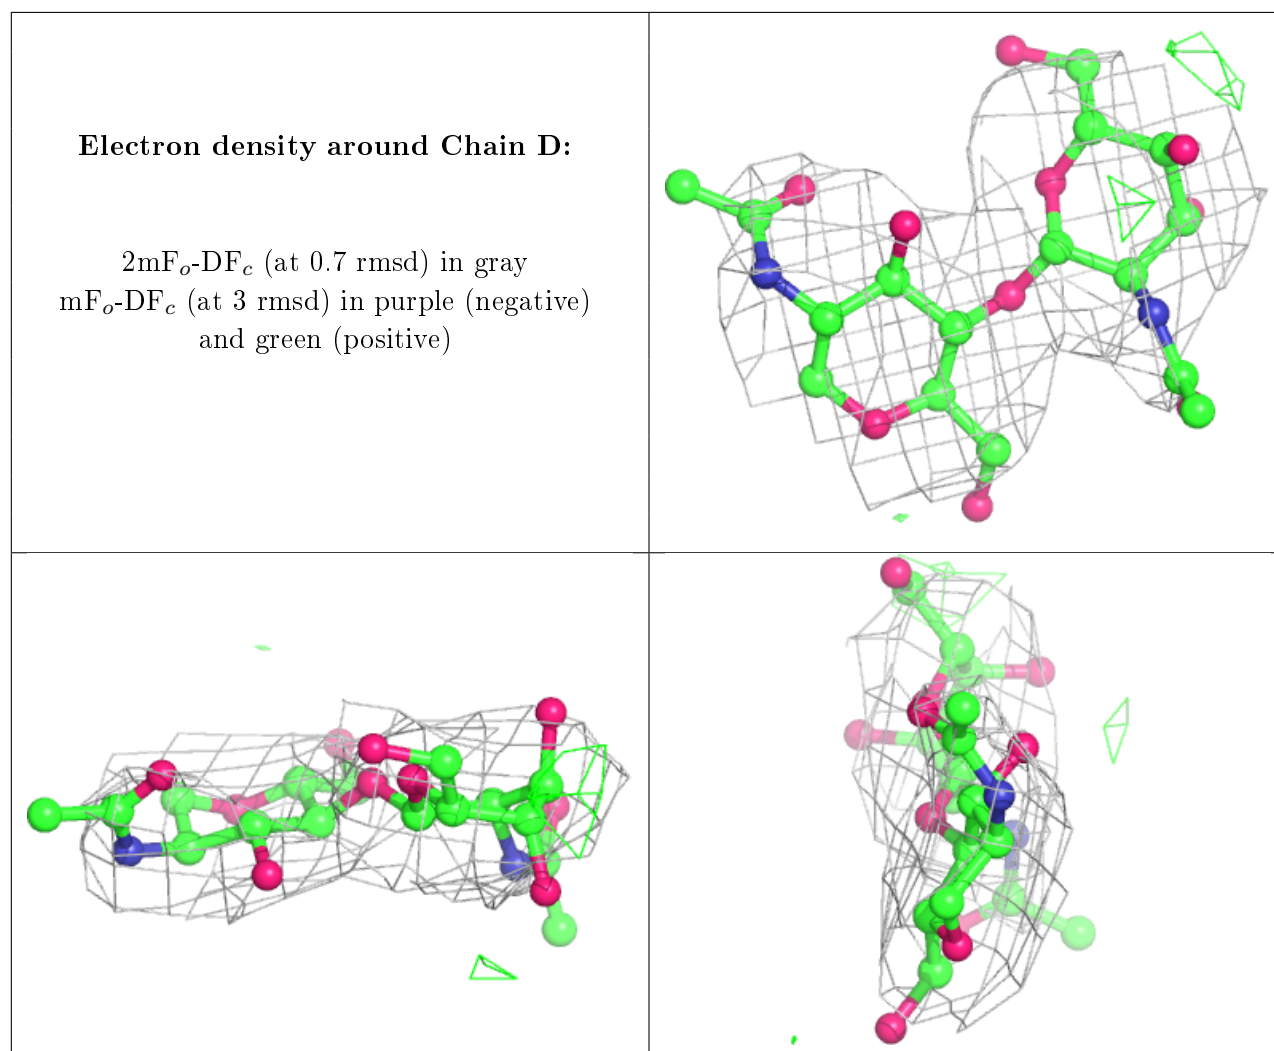 Electron density around Chain D:
2mFo-DFc (at 0.7 rmsd) in gray
mFo-DFc (at 3 rmsd) in purple (negative)
and green (positive)